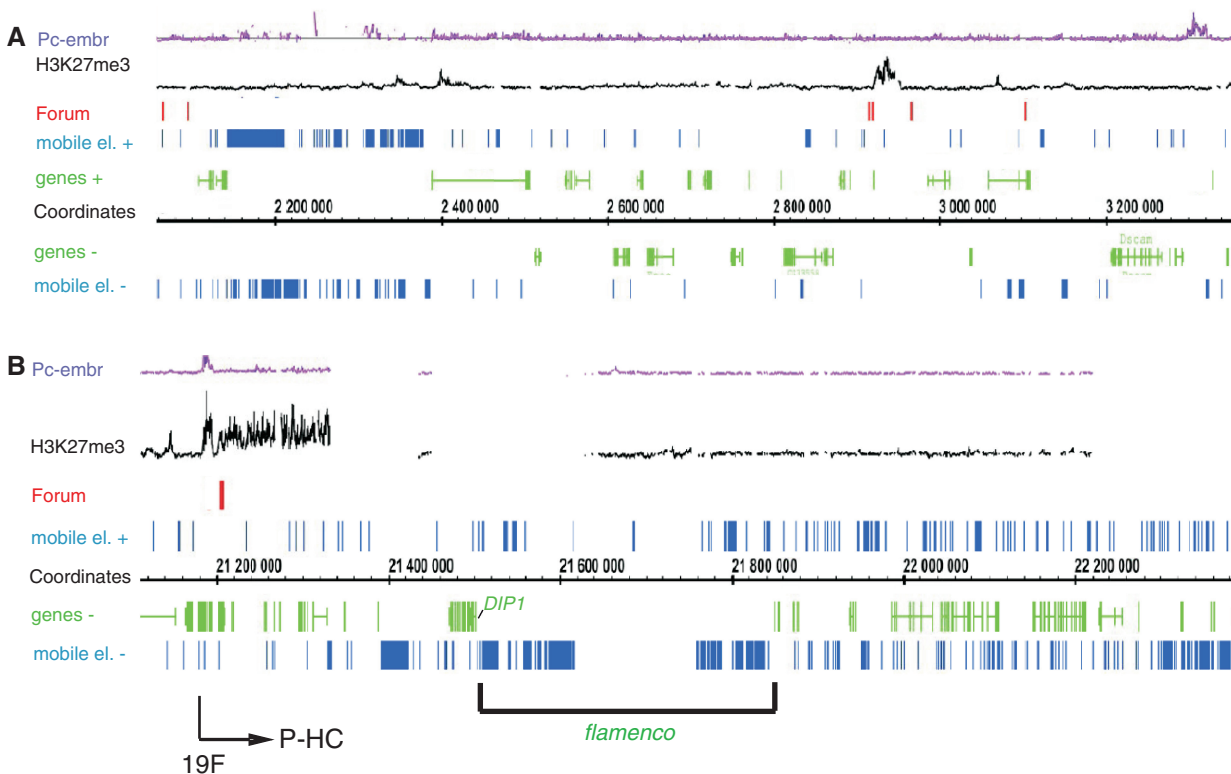 A
Pc-embr
H3K27me3
Forum
mobile el. +
genes +
Coordinates
2 200 000 2 400 000 2 600 000 2 800 000 3 000 000 3 200 000
genes -
Dscam
mobile el. -
B
Pc-embr
H3K27me3
Forum
mobile el. +
Coordinates
21 200 000 21 400 000 21 600 000 21 800 000 22 000 000 22 200 000
genes -
DIP1
mobile el. -
flamenco
P-HC
19F